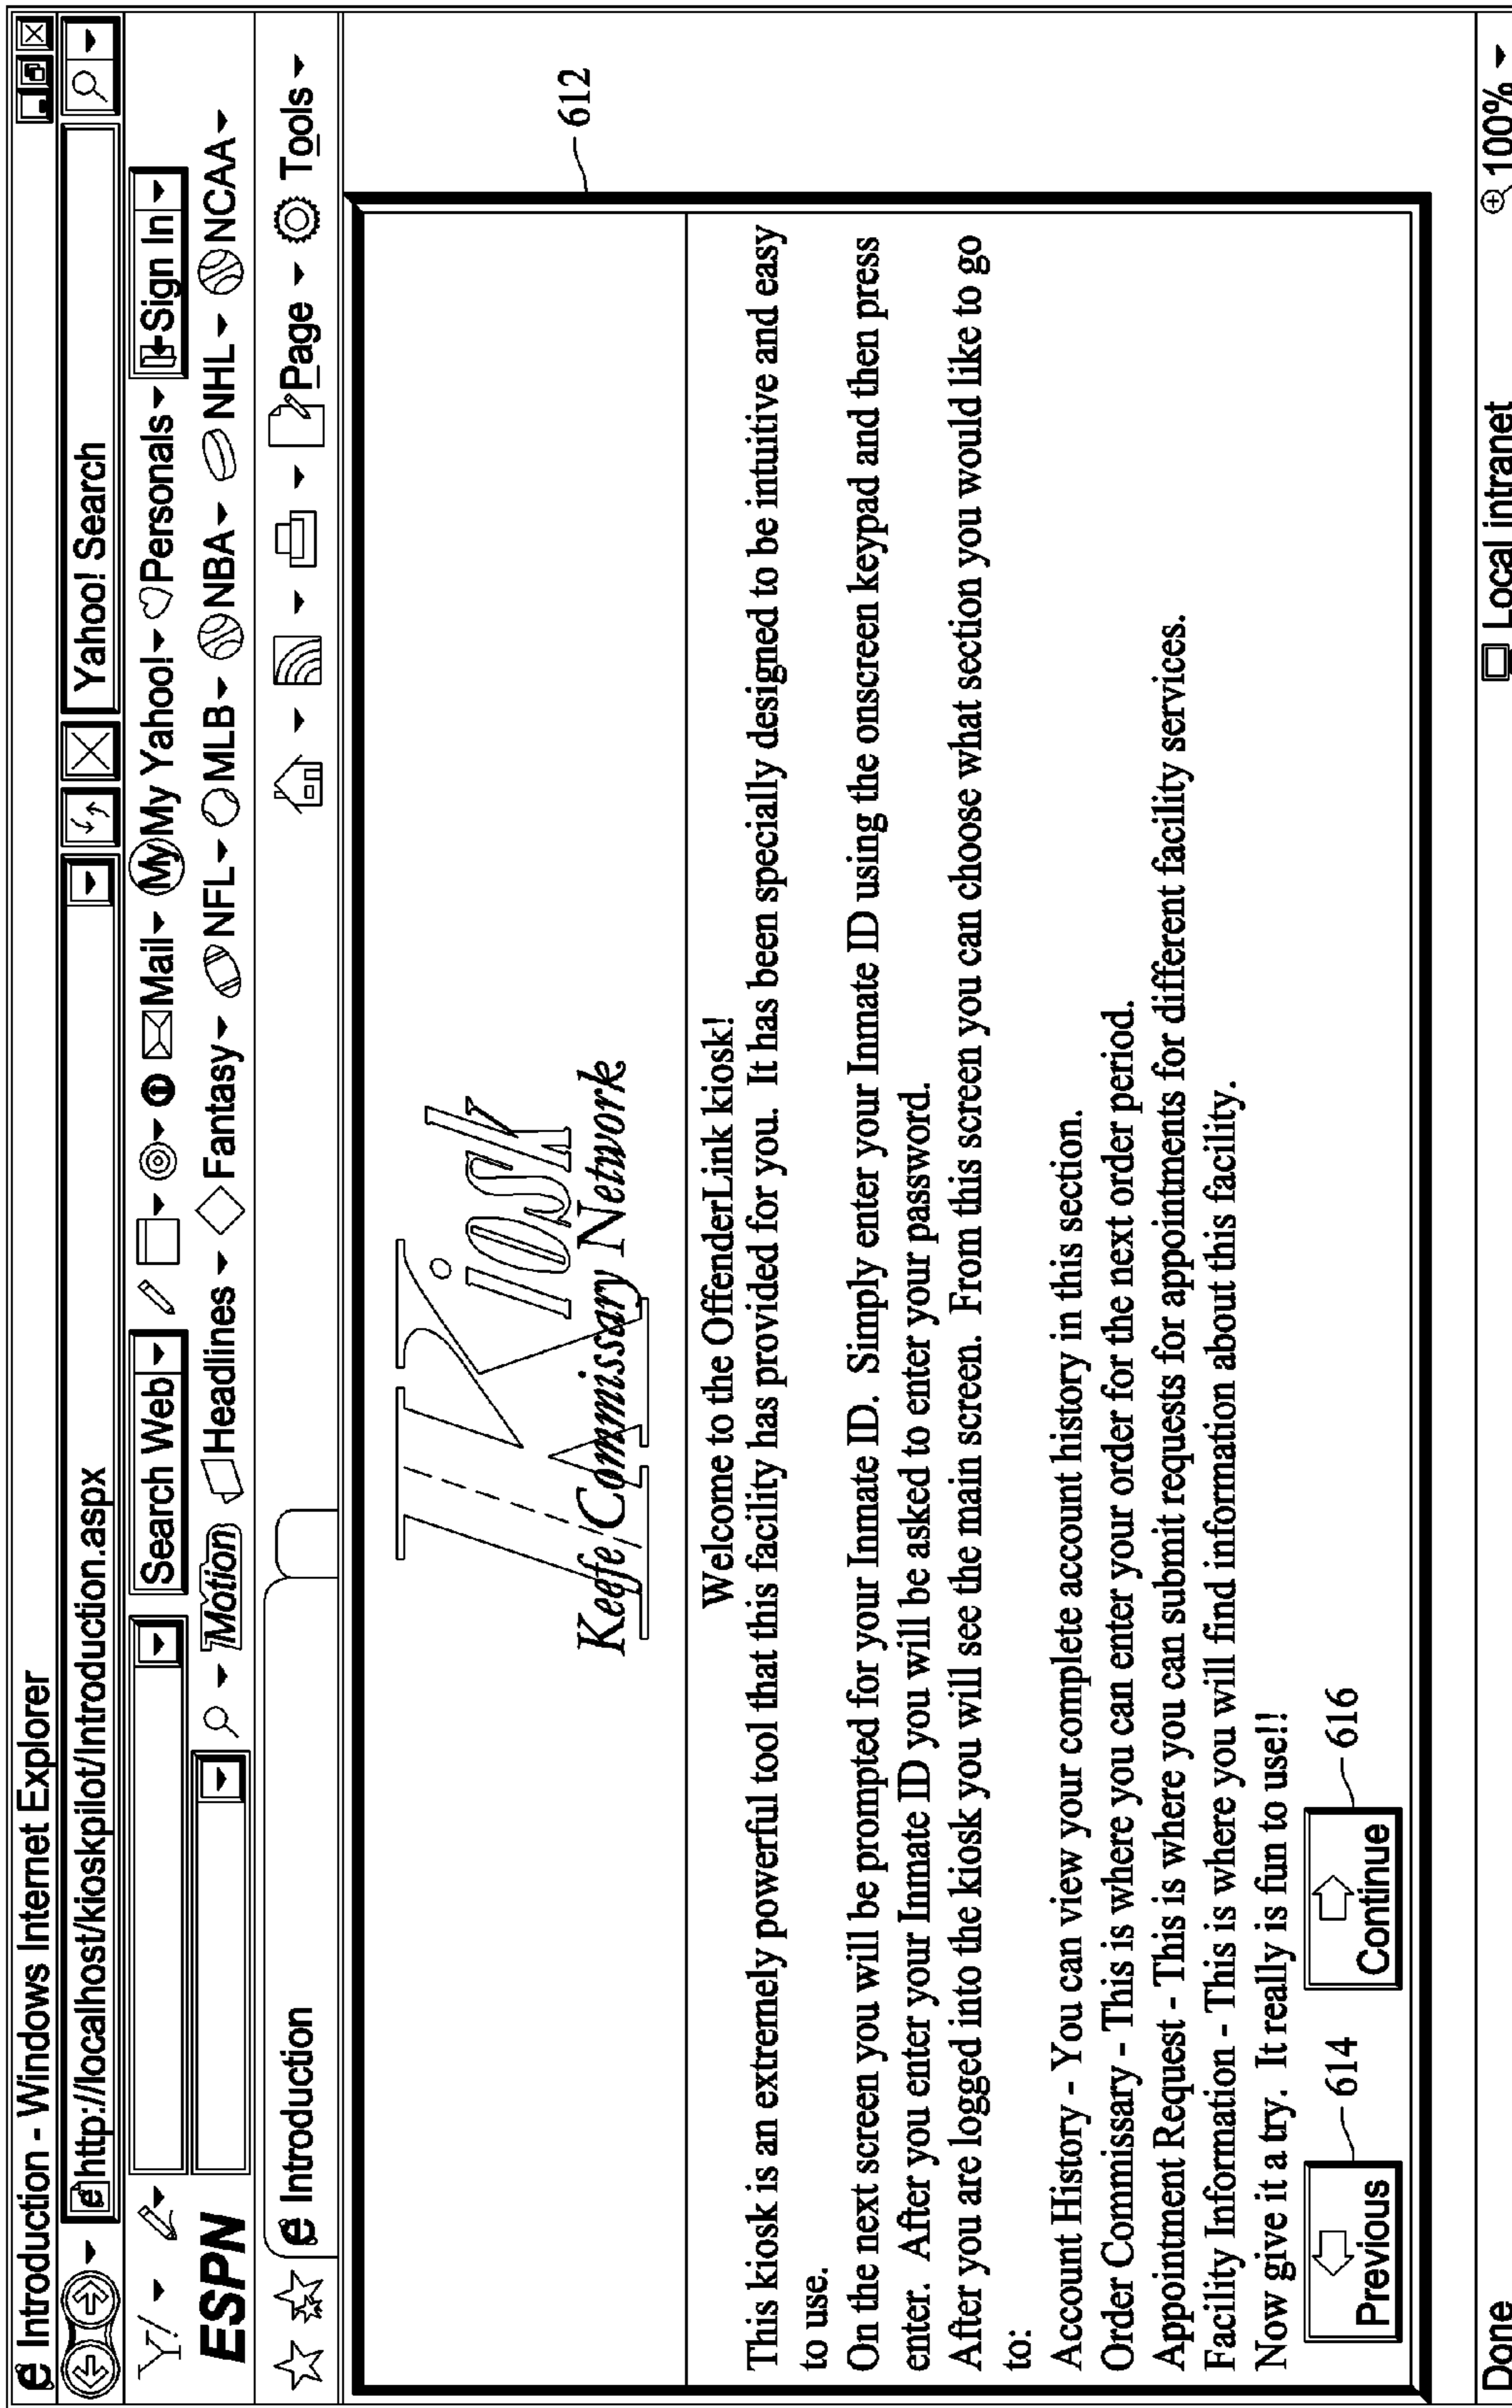 Introduction - Windows Internet Explorer
http://localhost/kioskpilot/Introduction.aspx
Yahoo! Search
Y! Search Web Mail My My Yahoo! Personals Sign In
ESPN Motion Headlines Fantasy NFL MLB NBA NHL NCAA
Introduction Page Tools
Kiosk
Keefe Commissary Network
612
Welcome to the OffenderLink kiosk!
This kiosk is an extremely powerful tool that this facility has provided for you. It has been specially designed to be intuitive and easy
to use.
On the next screen you will be prompted for your Inmate ID. Simply enter your Inmate ID using the onscreen keypad and then press
enter. After you enter your Inmate ID you will be asked to enter your password.
After you are logged into the kiosk you will see the main screen. From this screen you can choose what section you would like to go
to:
Account History - You can view your complete account history in this section.
Order Commissary - This is where you can enter your order for the next order period.
Appointment Request - This is where you can submit requests for appointments for different facility services.
Facility Information - This is where you will find information about this facility.
Now give it a try. It really is fun to use!!
Previous 614 Continue 616
Done Local intranet 100%